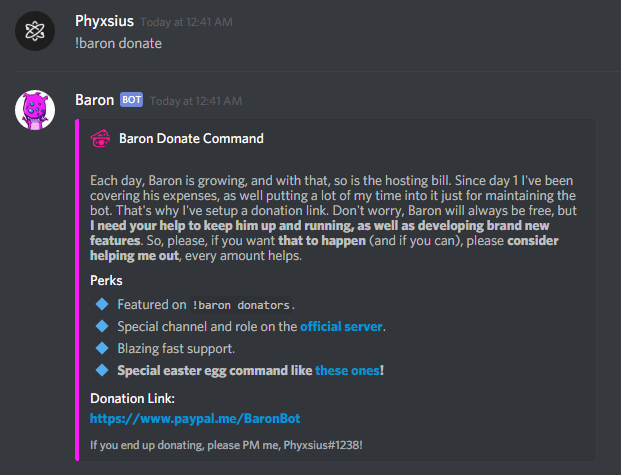 Phyxsius Today at 12:41 AM
!baron donate
Baron BOT Today at 12:41 AM
Baron Donate Command
Each day, Baron is growing, and with that, so is the hosting bill. Since day 1 I've been
covering his expenses, as well putting a lot of my time into it just for maintaining the
bot. That's why I've setup a donation link. Don't worry, Baron will always be free, but
I need your help to keep him up and running, as well as developing brand new
features. So, please, if you want that to happen (and if you can), please consider
helping me out, every amount helps.
Perks
Featured on !baron donators.
Special channel and role on the official server.
Blazing fast support.
Special easter egg command like these ones!
Donation Link:
https://www.paypal.me/BaronBot
If you end up donating, please PM me, Phyxsius#1238!